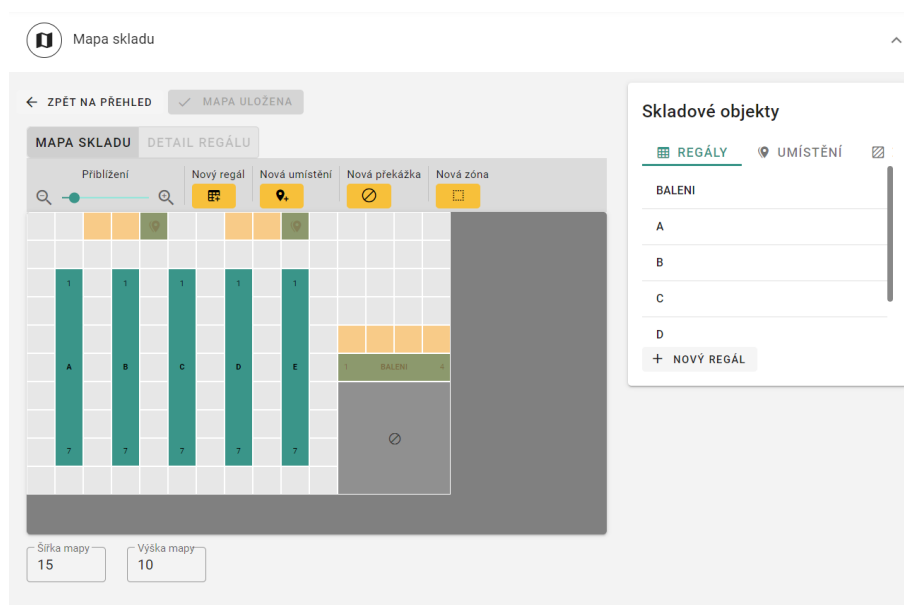 Mapa skladu
ZPĚT NA PŘEHLED
MAPA ULOŽENA
MAPA SKLADU
DETAIL REGÁLU
Přiblížení
Nový regál
Nová umístění
Nová překážka
Nová zóna
1 1 1 1 1
A B C D E
1 BALENI 4
7 7 7 7 7
Šířka mapy
15
Výška mapy
10
Skladové objekty
REGÁLY
UMÍSTĚNÍ
BALENI
A
B
C
D
+ NOVÝ REGÁL